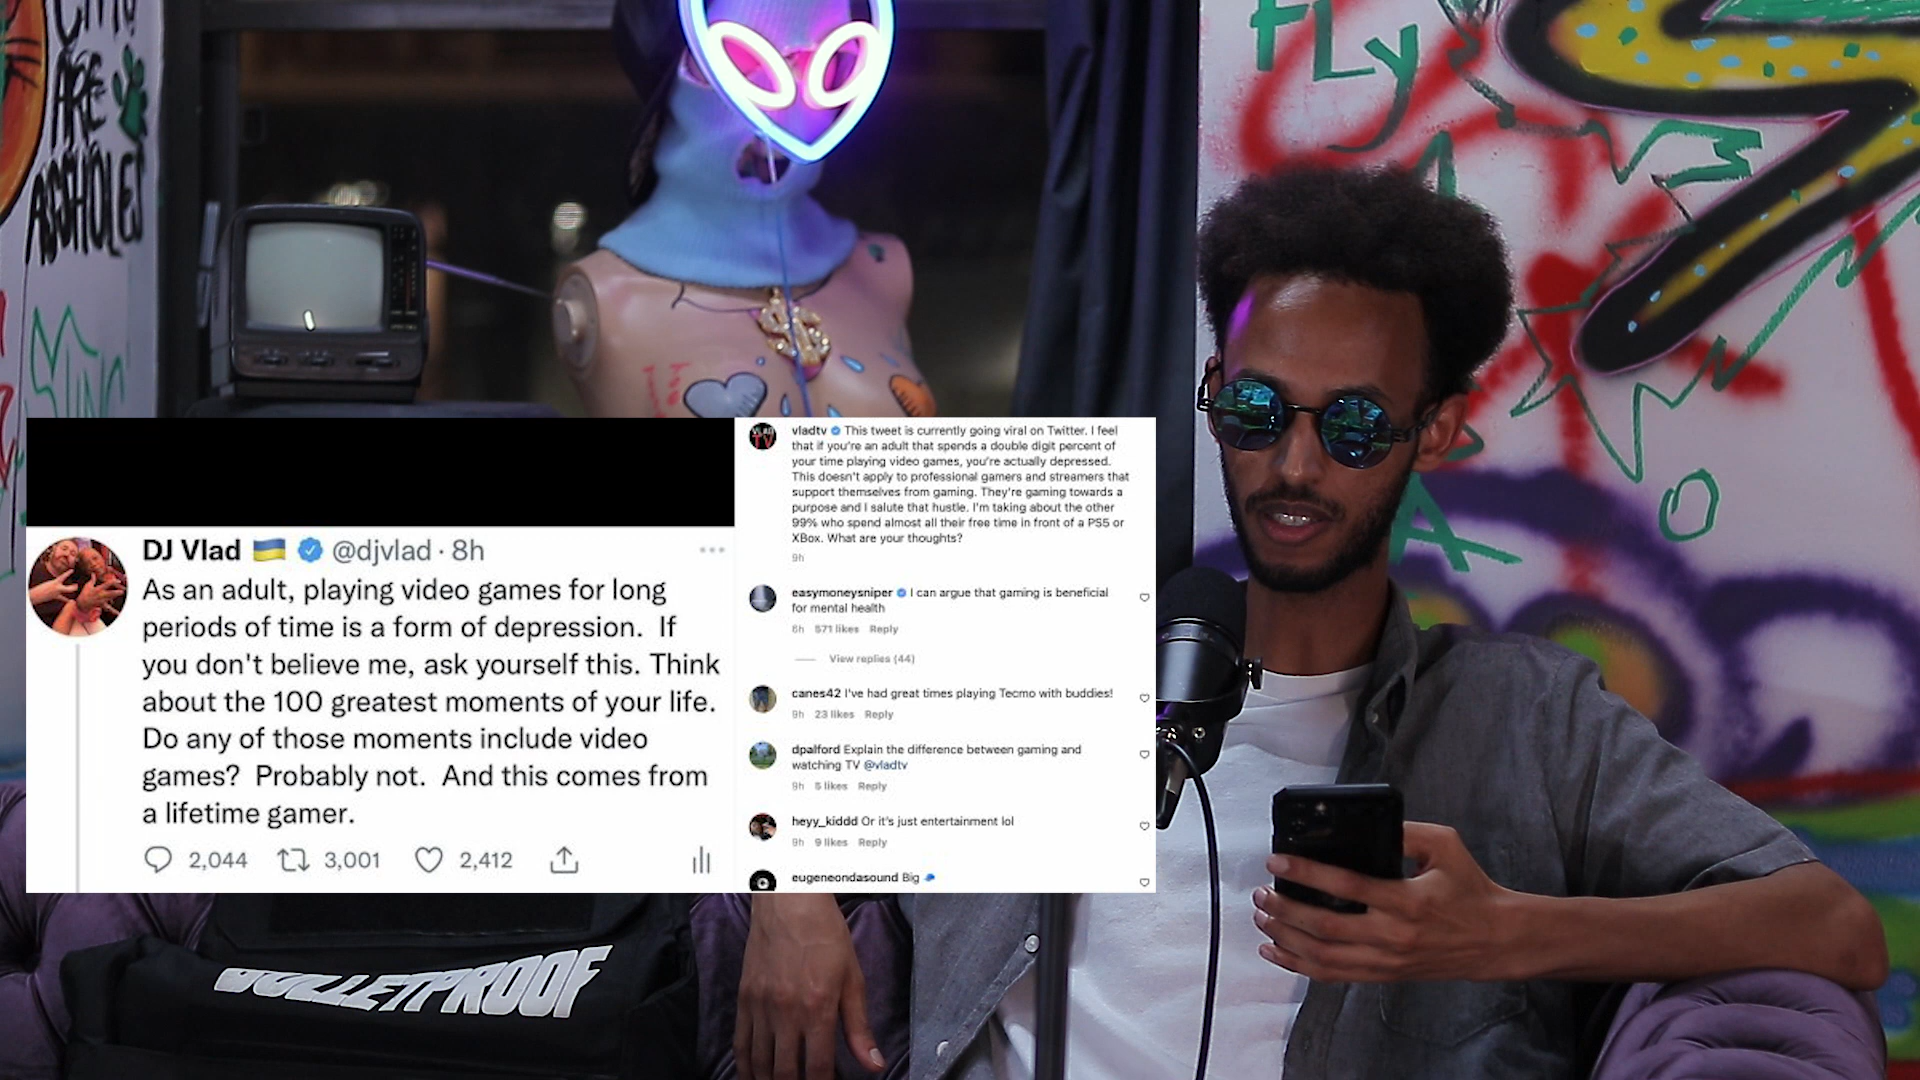 CITY
ARE
ASSHOLES
FLy
DJ Vlad 🇺🇦 @djvlad · 8h
As an adult, playing video games for long
periods of time is a form of depression. If
you don't believe me, ask yourself this. Think
about the 100 greatest moments of your life.
Do any of those moments include video
games? Probably not. And this comes from
a lifetime gamer.
2,044 3,001 2,412
vladtv This tweet is currently going viral on Twitter. I feel
that if you're an adult that spends a double digit percent of
your time playing video games, you're actually depressed.
This doesn't apply to professional gamers and streamers that
support themselves from gaming. They're gaming towards a
purpose and I salute that hustle. I'm taking about the other
99% who spend almost all their free time in front of a PS5 or
XBox. What are your thoughts?
9h
easymoneysniper I can argue that gaming is beneficial
for mental health
6h 571 likes Reply
View replies (44)
canes42 I've had great times playing Tecmo with buddies!
9h 23 likes Reply
dpalford Explain the difference between gaming and
watching TV @vladtv
9h 5 likes Reply
heyy_kiddd Or it's just entertainment lol
9h 9 likes Reply
eugeneondasound Big 🧢
BULLETPROOF